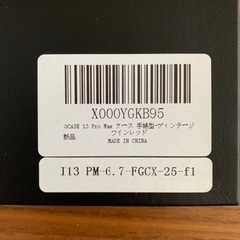 X000YGKB95
OCASE 13 Pro Max ケース 手帳型 ヴィンテージ
ワインレッド
新品
MADE IN CHINA
I13 PM-6.7-FGCX-25-f1